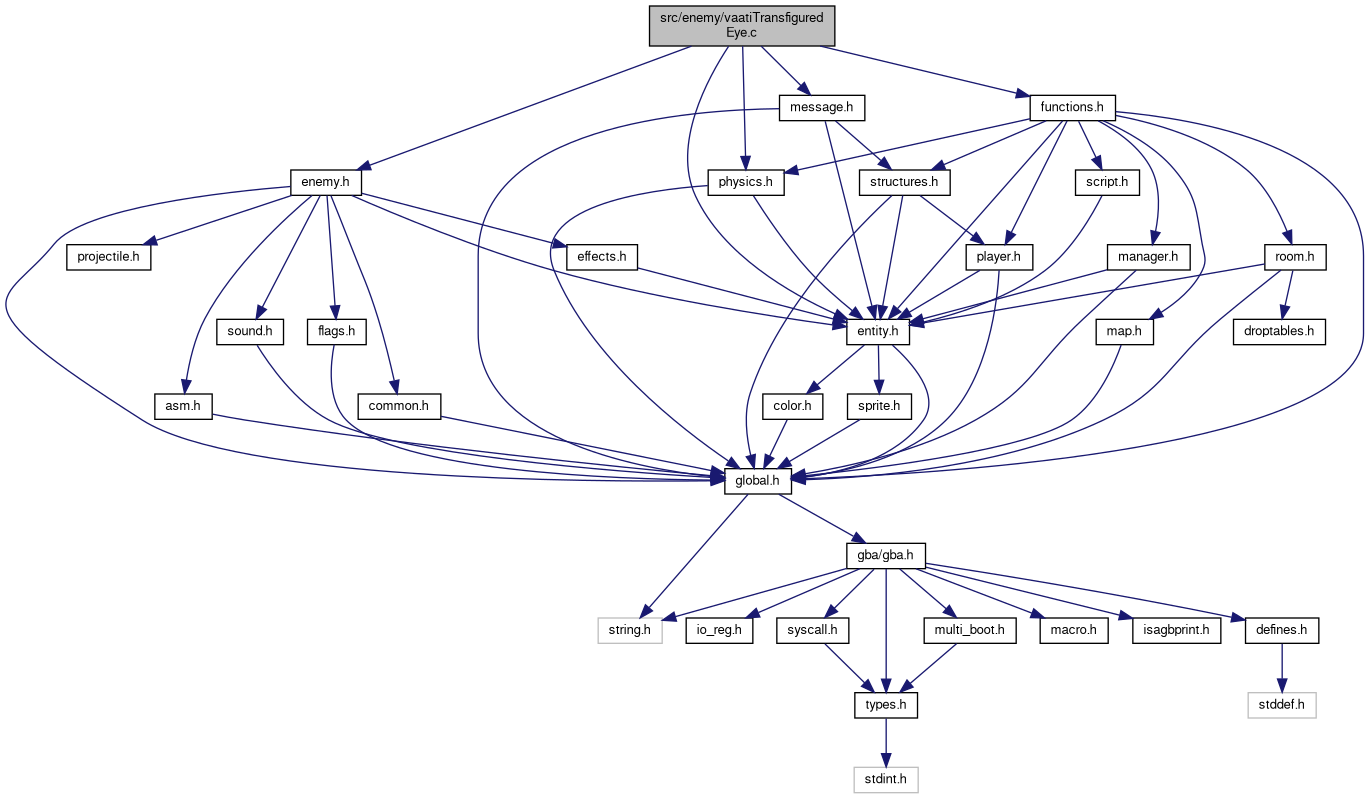 src/enemy/vaatiTransfigured
Eye.c
message.h
functions.h
enemy.h
physics.h
structures.h
script.h
projectile.h
effects.h
player.h
manager.h
room.h
sound.h
flags.h
entity.h
map.h
droptables.h
asm.h
common.h
color.h
sprite.h
global.h
gba/gba.h
string.h
io_reg.h
syscall.h
multi_boot.h
macro.h
isagbprint.h
defines.h
types.h
stddef.h
stdint.h